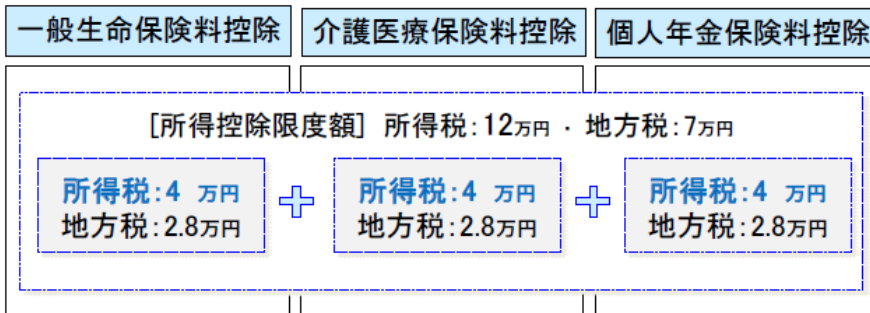 一般生命保険料控除
介護医療保険料控除
個人年金保険料控除
[所得控除限度額] 所得税:12万円 ・ 地方税:7万円
所得税:4 万円
地方税:2.8万円
所得税:4 万円
地方税:2.8万円
所得税:4 万円
地方税:2.8万円